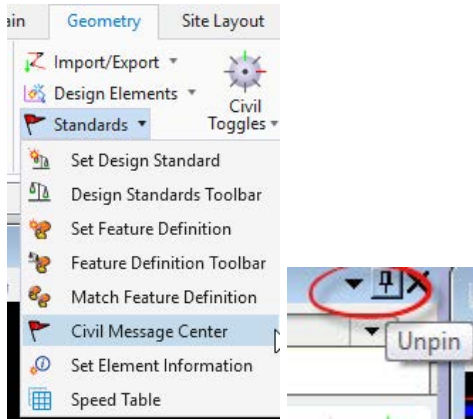 ain Geometry Site Layout
Import/Export
Design Elements
Civil
Standards Toggles
Set Design Standard
Design Standards Toolbar
Set Feature Definition
Feature Definition Toolbar
Match Feature Definition
Civil Message Center
Set Element Information
Speed Table
Unpin